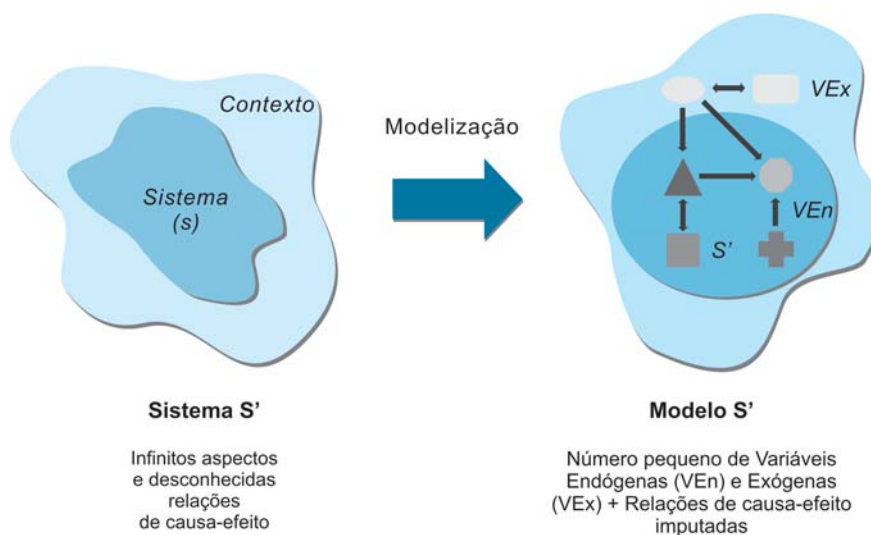 Contexto
Sistema
(s)
Modelização
VEx
VEn
S'
Sistema S'
Infinitos aspectos
e desconhecidas
relações
de causa-efeito
Modelo S'
Número pequeno de Variáveis
Endógenas (VEn) e Exógenas
(VEx) + Relações de causa-efeito
imputadas